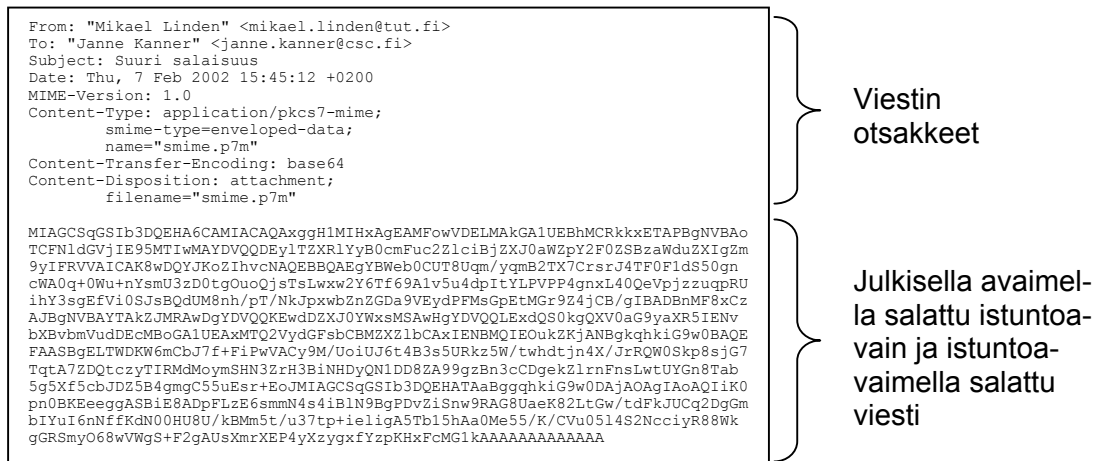 From: "Mikael Linden" <mikael.linden@tut.fi>
To: "Janne Kanner" <janne.kanner@csc.fi>
Subject: Suuri salaisuus
Date: Thu, 7 Feb 2002 15:45:12 +0200
MIME-Version: 1.0
Content-Type: application/pkcs7-mime;
smime-type=enveloped-data;
name="smime.p7m"
Content-Transfer-Encoding: base64
Content-Disposition: attachment;
filename="smime.p7m"
Viestin
otsakkeet
MIAGCSqGSIb3DQEHA6CAMIACAQAxggH1MIHxAgEAMFowVDELMAkGA1UEBhMCRkkxETAPBgNVBAo
TCFNldGVjIE95MTIwMAYDVQQDEylTZXRlYyB0cmFuc2ZlciBjZXJ0aWZpY2F0ZSBzaWduZXIgZm
9yIFRVVAICAK8wDQYJKoZIhvcNAQEBBQAEgYBWeb0CUT8Uqm/yqmB2TX7CrsrJ4TF0F1dS50gn
cWA0q+0Wu+nYsmU3zD0tgOuoQjsTsLwxw2Y6Tf69A1v5u4dpItYLPVPP4gnxL40QeVpjzzuqpRU
ihY3sgEfVi0SJsBQdUM8nh/pT/NkJpxwbZnZGDa9VEydPFMsGpEtMGr9Z4jCB/gIBADBnMF8xCz
AJBgNVBAYTAkZJMRAwDgYDVQQKEwdDZXJ0YWxsMSAwHgYDVQQLExdQS0kgQXV0aG9yaXR5IENv
bXBvbmVudDEcMBoGA1UEAxMTQ2VydGFsbCBMZXZlbCAxIENBMQIEOukZKjANBgkqhkiG9w0BAQE
FAASBgELTWDKW6mCbJ7f+FiPwVACy9M/UoiUJ6t4B3s5URkz5W/twhdtjn4X/JrRQW0Skp8sjG7
TqtA7ZDQtczyTIRMdMoymSHN3ZrH3BiNHDyQN1DD8ZA99gzBn3cCDgekZlrnFnsLwtUYGn8Tab
5g5Xf5cbJDZ5B4gmgC55uEsr+EoJMIAGCSqGSIb3DQEHATAaBggqhkiG9w0DAjAOAgIAoAQIiK0
pn0BKEeeggASBiE8ADpFLzE6smmN4s4iBlN9BgPDvZiSnw9RAG8UaeK82LtGw/tdFkJUCq2DgGm
bIYuI6nNffKdN00HU8U/kBMm5t/u37tp+ieligA5Tb15hAa0Me55/K/CVu05l4S2NcciyR88Wk
gGRSmyO68wVWgS+F2gAUsXmrXEP4yXzygxfYzpKHxFcMG1kAAAAAAAAAAAAA
Julkisella avaimel-
la salattu istuntoa-
vain ja istuntoa-
vaimella salattu
viesti